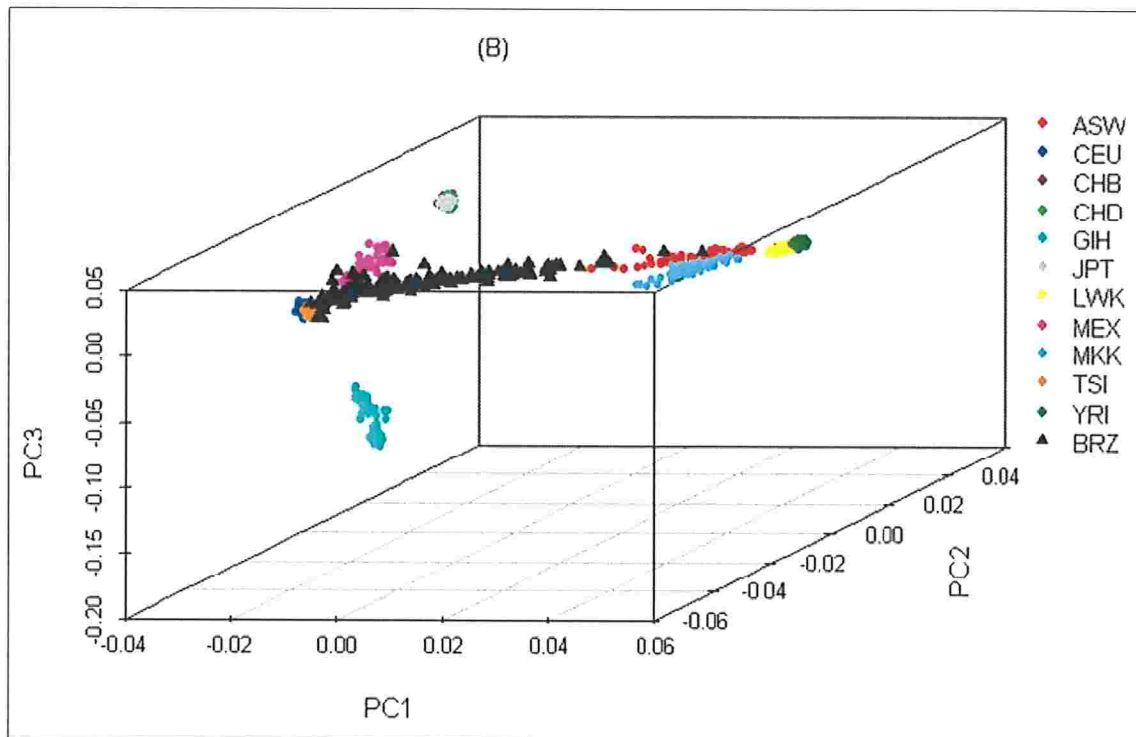 (B)
ASW
CEU
CHB
CHD
GIH
JPT
LWK
MEX
MKK
TSI
YRI
BRZ
PC3
0.05
0.00
-0.05
-0.10
-0.15
-0.20
-0.04
-0.02
0.00
0.02
0.04
0.06
PC1
-0.06
-0.04
-0.02
0.00
0.02
0.04
PC2